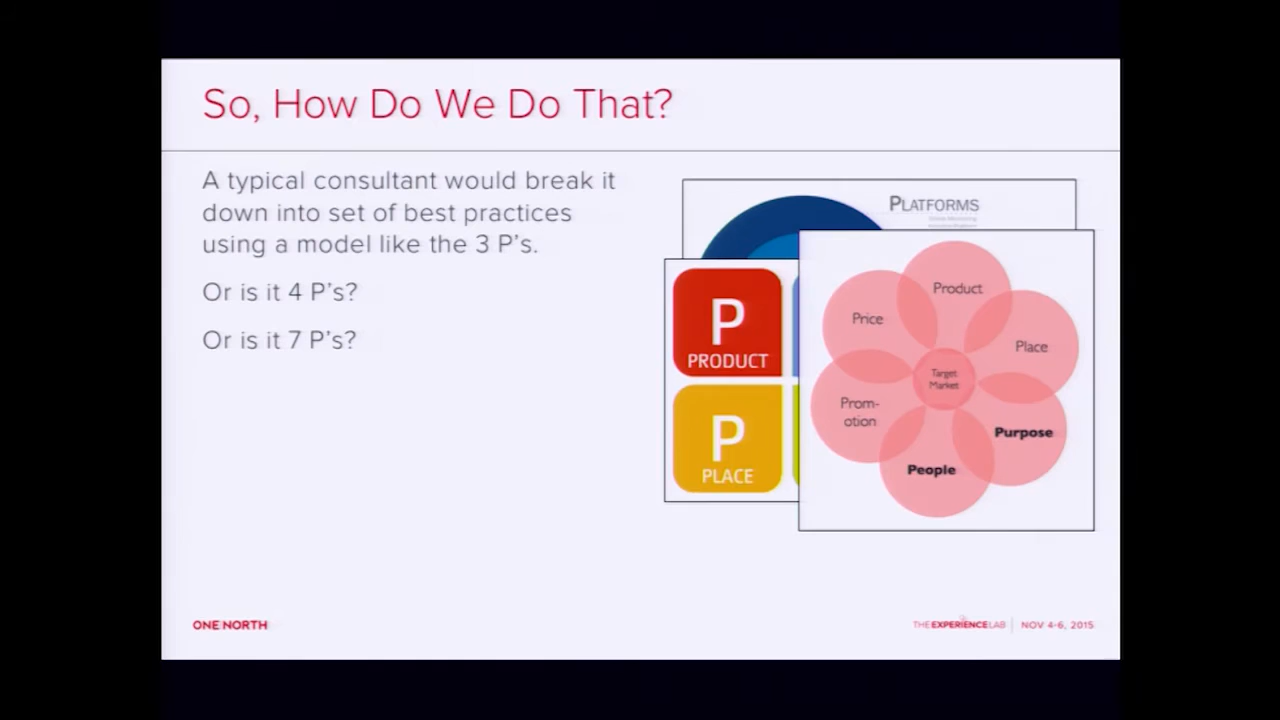 So, How Do We Do That?
A typical consultant would break it
down into set of best practices
using a model like the 3 P's.
Or is it 4 P's?
Or is it 7 P's?
PLATFORMS
P
PRODUCT
P
PLACE
Product
Price
Place
Target
Market
Prom-
otion
Purpose
People
ONE NORTH
THE EXPERIENCE LAB
NOV 4-6, 2015